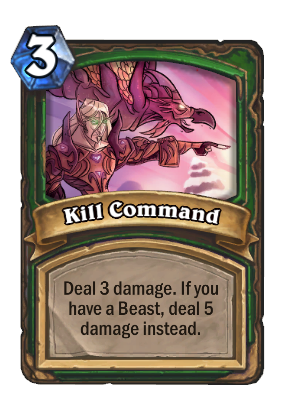 3
Kill Command
Deal 3 damage. If you
have a Beast, deal 5
damage instead.